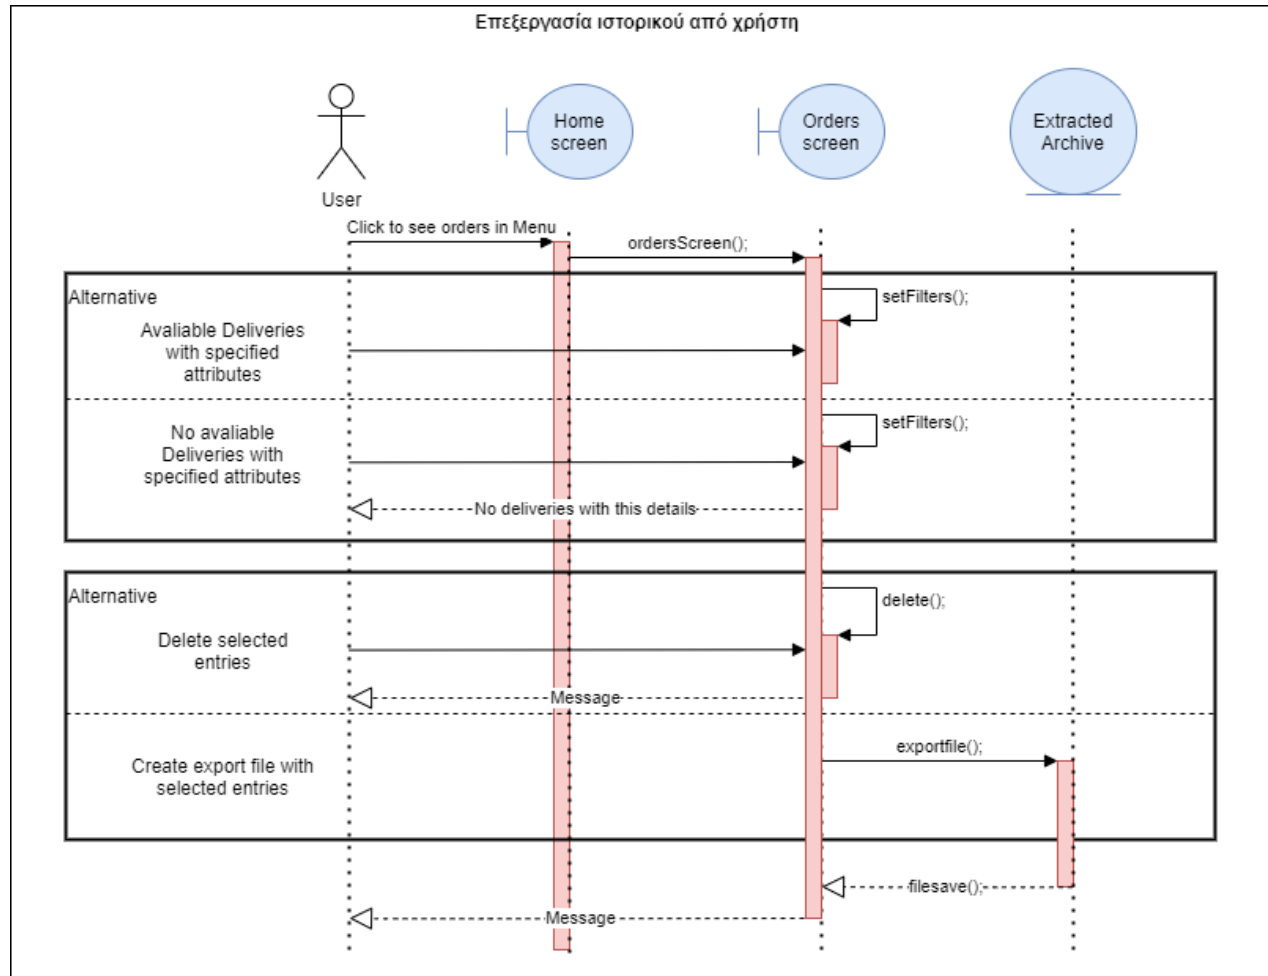 Επεξεργασία ιστορικού από χρήστη
Home
screen
Orders
screen
Extracted
Archive
User
Click to see orders in Menu
ordersScreen();
Alternative
setFilters();
Avaliable Deliveries
with specified
attributes
setFilters();
No avaliable
Deliveries with
specified attributes
No deliveries with this details
Alternative
delete();
Delete selected
entries
Message
exportfile();
Create export file with
selected entries
filesave();
Message